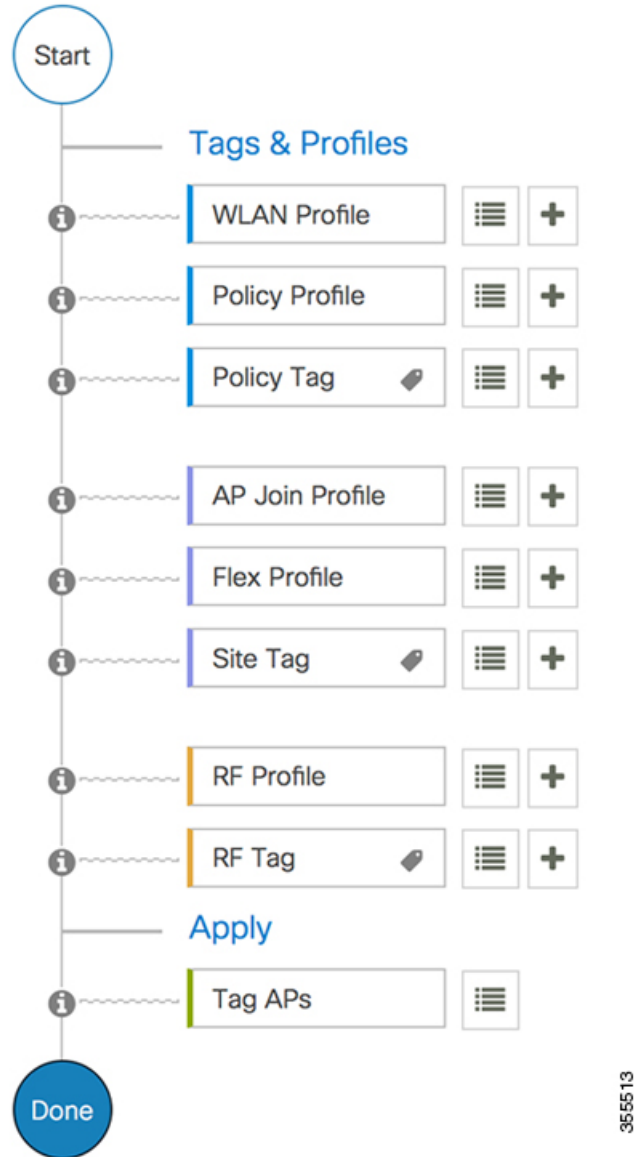 Start
Tags & Profiles
WLAN Profile
Policy Profile
Policy Tag
AP Join Profile
Flex Profile
Site Tag
RF Profile
RF Tag
Apply
Tag APs
Done
355513